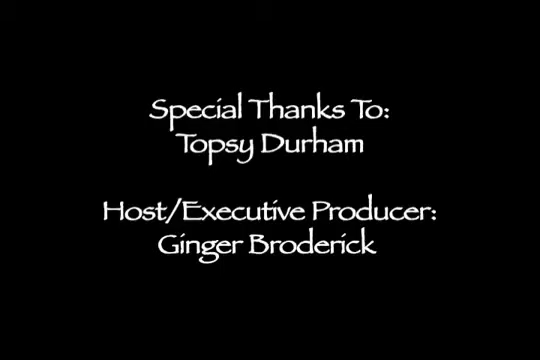 Special Thanks To:
Topsy Durham
Host/Executive Producer:
Ginger Broderick